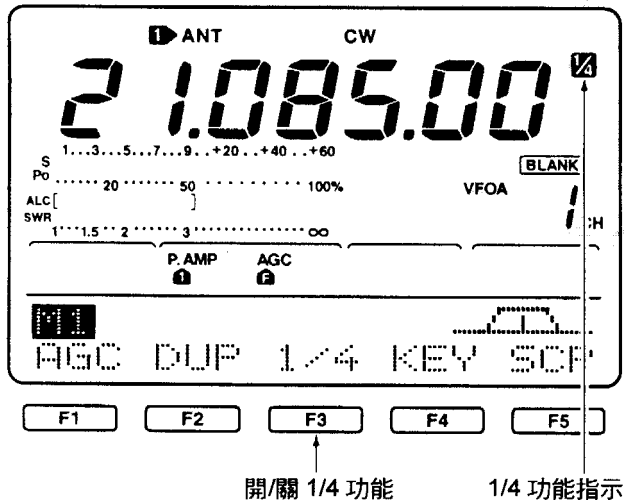 1 ANT CW
21.085.00 1/4
S 1...3...5...7...9..+20..+40..+60
BLANK
Po ......20.......50..........100%
VFOA 1 CH
ALC[ ]
SWR 1····1.5··2······3··············∞
P.AMP AGC
1 F
M1
AGC DUP 1/4 KEY SCP
F1 F2 F3 F4 F5
開/關 1/4 功能 1/4 功能指示